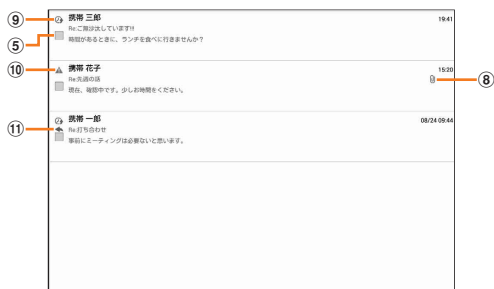 ⑨ 携帯 三郎 19:41
Re:ご無沙汰しています!!
⑤ 時間があるときに、ランチを食べに行きませんか？
⑩ 携帯 花子 15:20
Re:先週の話 ⑧
現在、確認中です。少しお時間をください。
携帯 一郎 08/24 09:44
⑪ Re:打ち合わせ
事前にミーティングは必要ないと思います。